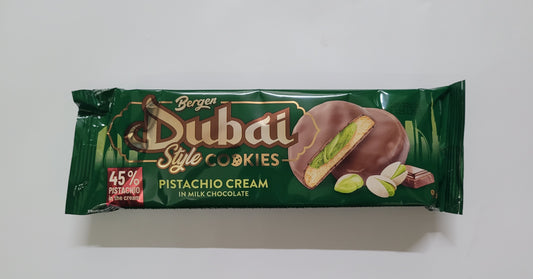 Bergen
Dubai
Style COOKIES
PISTACHIO CREAM
IN MILK CHOCOLATE
45%
PISTACHIO
in the cream